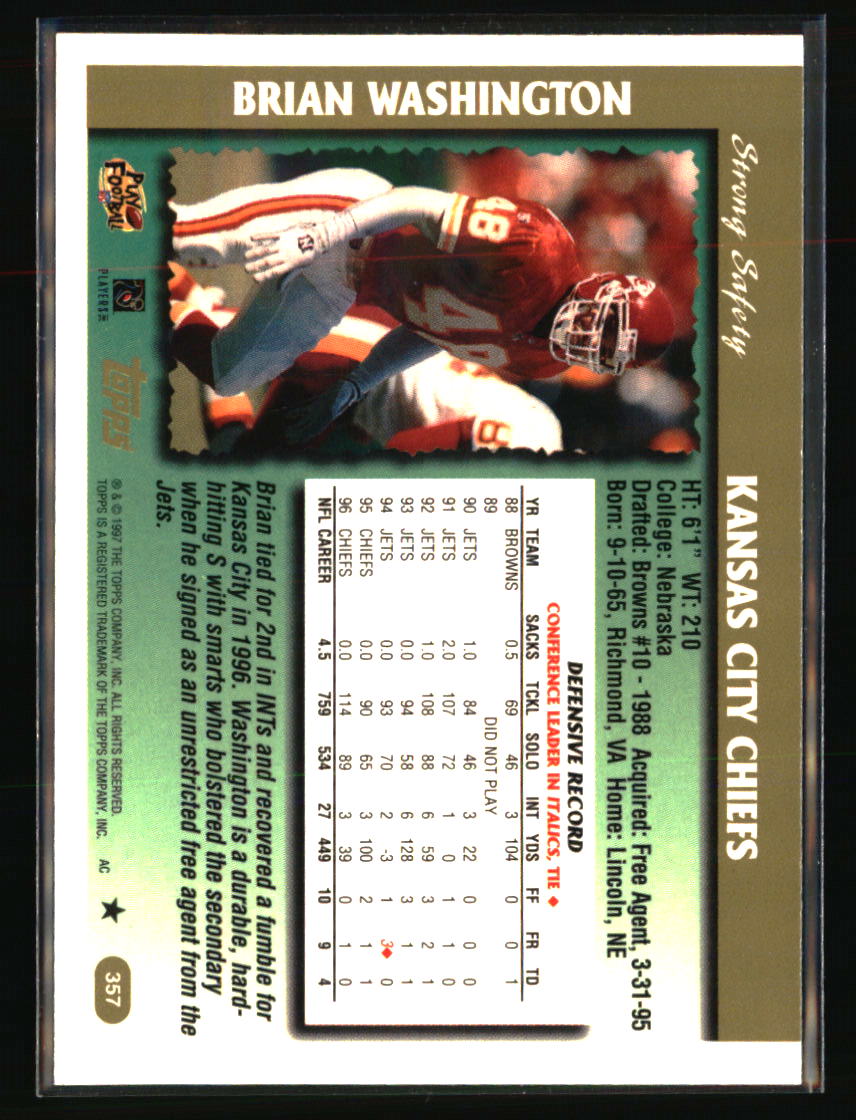 BRIAN WASHINGTON
Strong Safety
KANSAS CITY CHIEFS
48
48
8
PLAY
FOOTBALL
PLAYERS INC
TOPPS
HT: 6'1" WT: 210
College: Nebraska
Drafted: Browns #10 - 1988 Acquired: Free Agent, 3-31-95
Born: 9-10-65, Richmond, VA Home: Lincoln, NE
DEFENSIVE RECORD
CONFERENCE LEADER IN ITALICS, TIE ♦
YR TEAM SACKS TCKL SOLO INT YDS FF FR TD
88 BROWNS 0.5 69 46 3 104 0 0 1
89 DID NOT PLAY
90 JETS 1.0 84 46 3 22 0 0 0
91 JETS 2.0 107 72 1 0 1 1 0
92 JETS 1.0 108 88 6 59 3 2 1
93 JETS 0.0 94 58 6 128 3 1 1
94 JETS 0.0 93 70 2 -3 1 3♦ 0
95 CHIEFS 0.0 90 65 3 100 2 1 1
96 CHIEFS 0.0 114 89 3 39 0 1 0
NFL CAREER 4.5 759 534 27 449 10 9 4
Brian tied for 2nd in INTs and recovered a fumble for
Kansas City in 1996. Washington is a durable, hard-
hitting S with smarts who bolstered the secondary
when he signed as an unrestricted free agent from the
Jets.
® & © 1997 THE TOPPS COMPANY, INC. ALL RIGHTS RESERVED.
TOPPS IS A REGISTERED TRADEMARK OF THE TOPPS COMPANY, INC. AC
★ 357